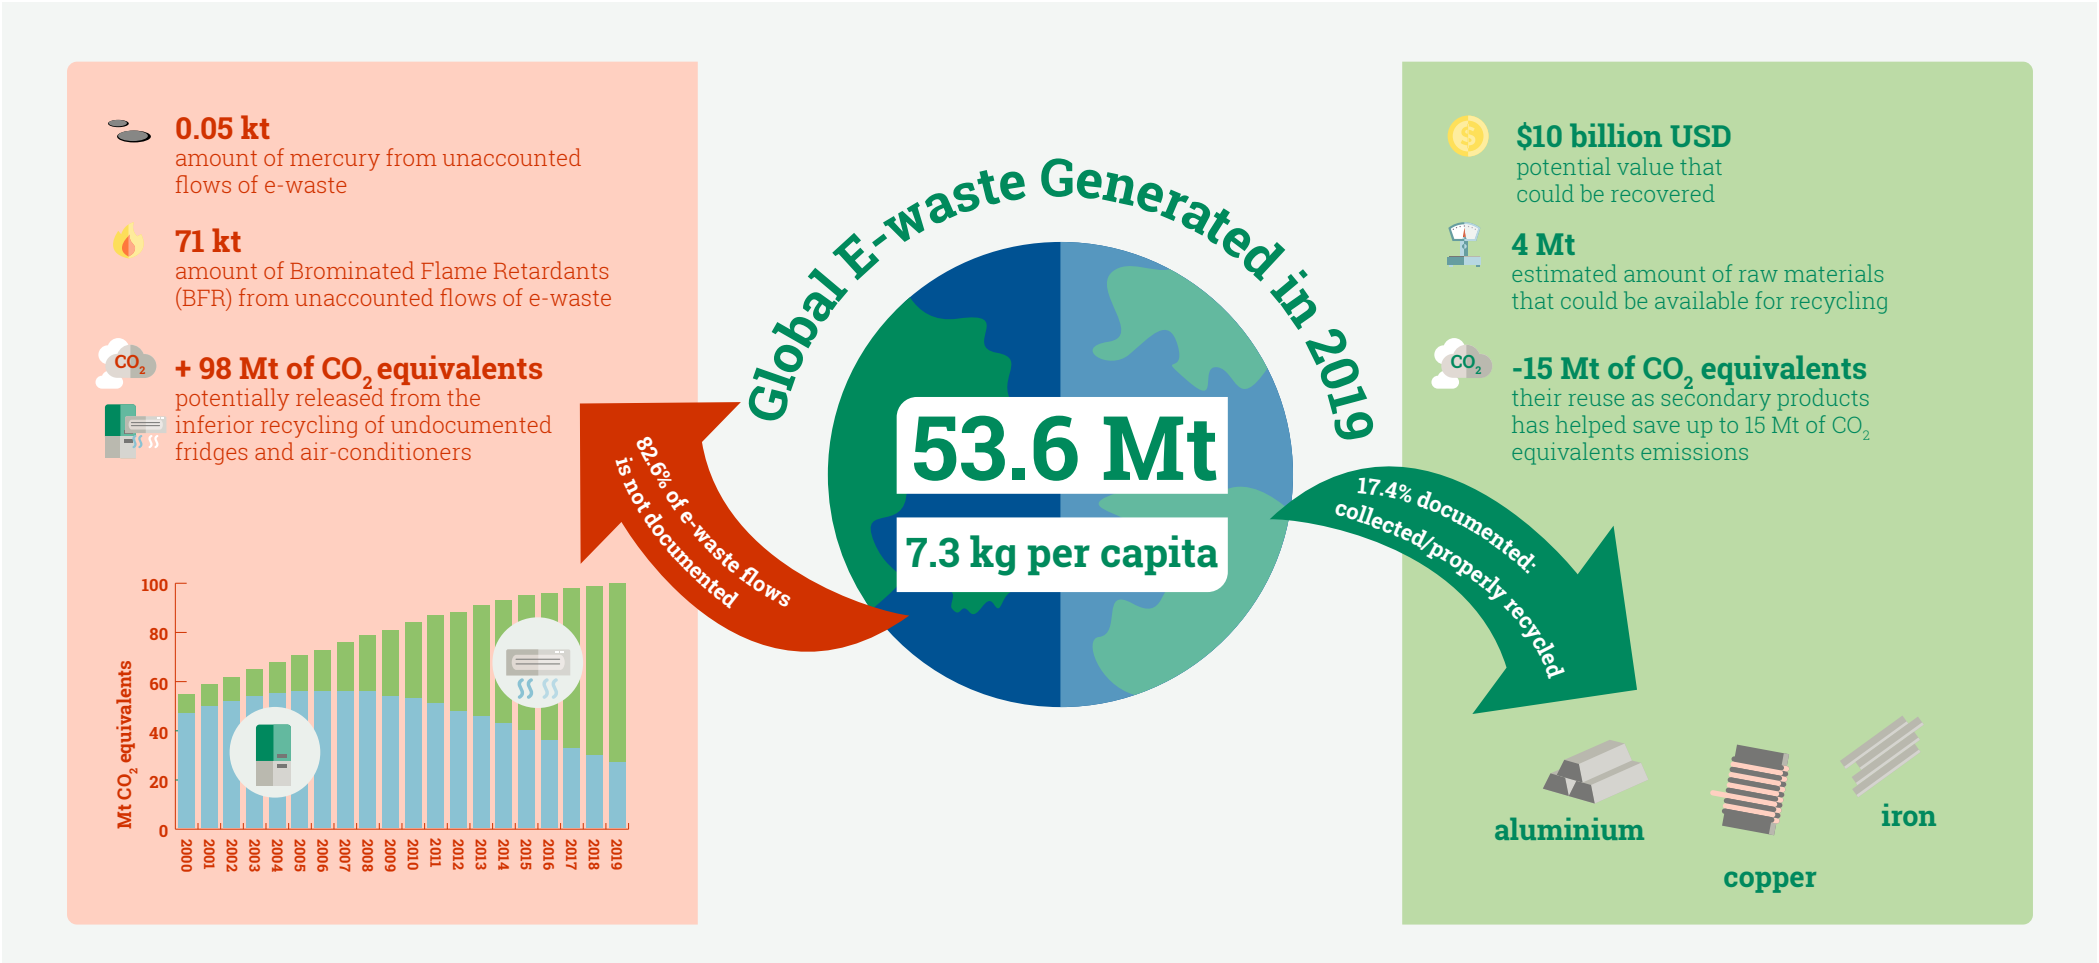 0.05 kt
amount of mercury from unaccounted
flows of e-waste
71 kt
amount of Brominated Flame Retardants
(BFR) from unaccounted flows of e-waste
CO₂
+ 98 Mt of CO₂ equivalents
potentially released from the
inferior recycling of undocumented
fridges and air-conditioners
Mt CO₂ equivalents
100
80
60
40
20
0
2000
2001
2002
2003
2004
2005
2006
2007
2008
2009
2010
2011
2012
2013
2014
2015
2016
2017
2018
2019
82.6% of e-waste flows
is not documented
Global E-waste Generated in 2019
53.6 Mt
7.3 kg per capita
17.4% documented:
collected/properly recycled
$10 billion USD
potential value that
could be recovered
4 Mt
estimated amount of raw materials
that could be available for recycling
CO₂
-15 Mt of CO₂ equivalents
their reuse as secondary products
has helped save up to 15 Mt of CO₂
equivalents emissions
aluminium
copper
iron